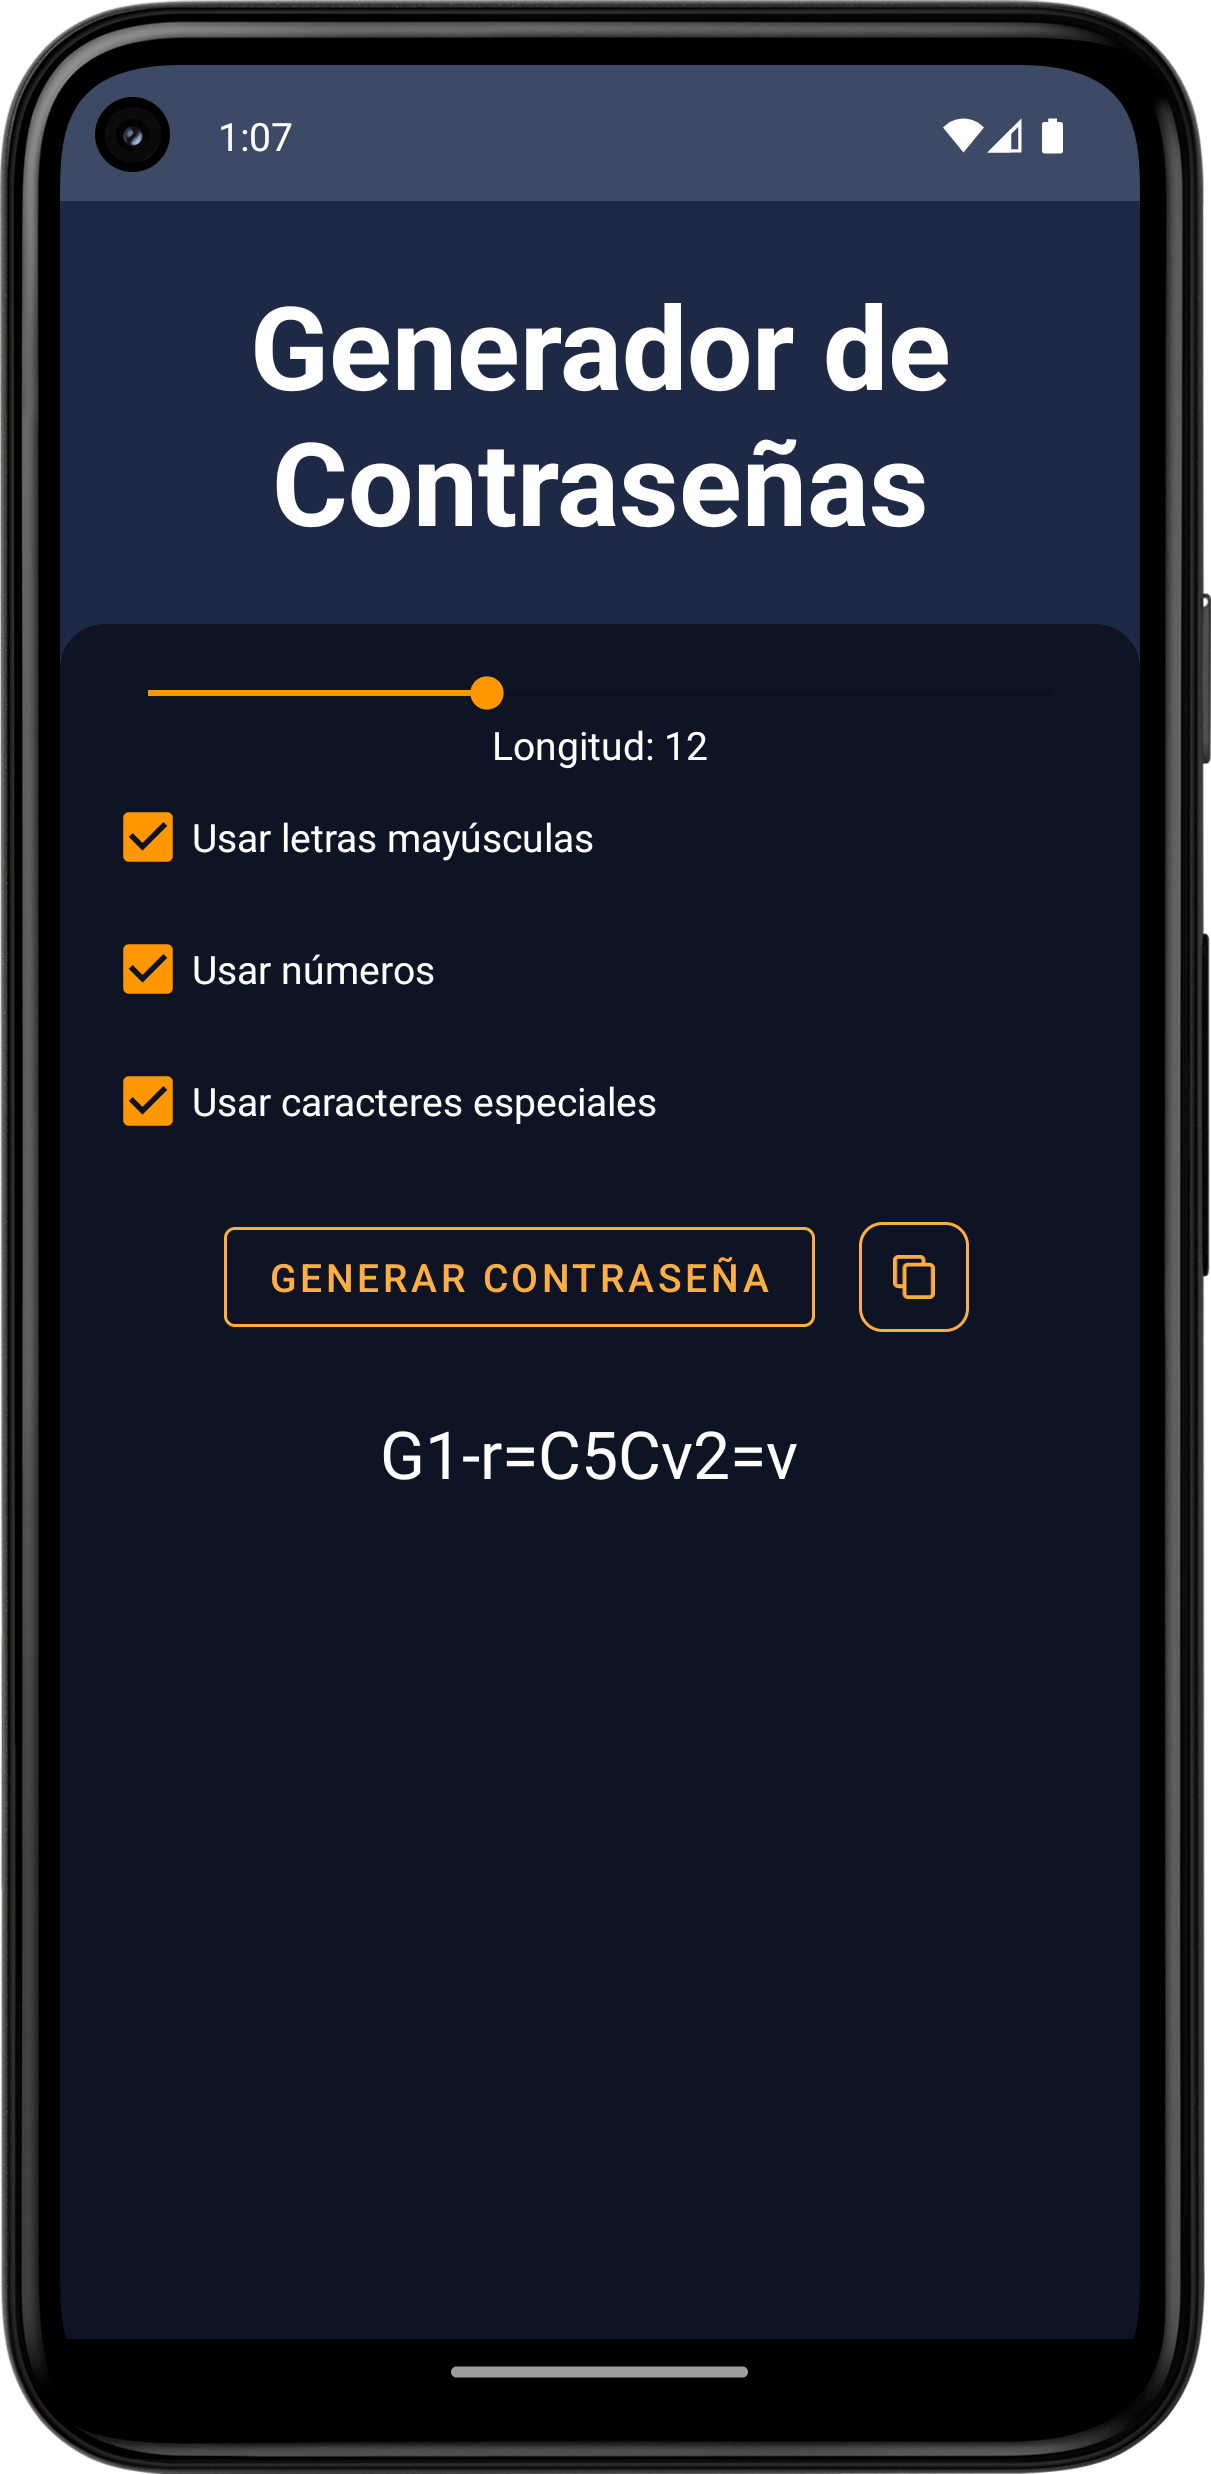 1:07
Generador de
Contraseñas
Longitud: 12
Usar letras mayúsculas
Usar números
Usar caracteres especiales
GENERAR CONTRASEÑA
G1-r=C5Cv2=v